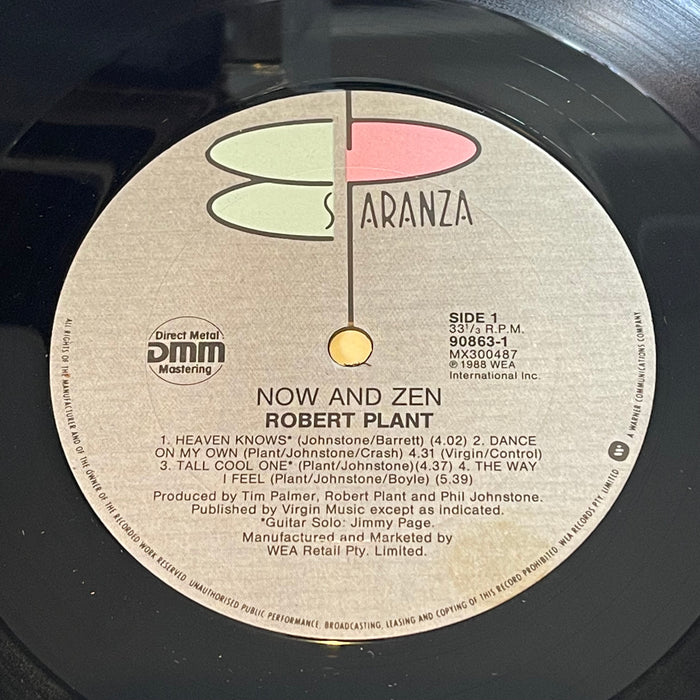 ESPARANZA
Direct Metal
DMM
Mastering
SIDE 1
33 1/3 R.P.M.
90863-1
MX300487
℗ 1988 WEA
International Inc.
NOW AND ZEN
ROBERT PLANT
1. HEAVEN KNOWS* (Johnstone/Barrett) (4.02) 2. DANCE
ON MY OWN (Plant/Johnstone/Crash) 4.31 (Virgin/Control)
3. TALL COOL ONE* (Plant/Johnstone)(4.37) 4. THE WAY
I FEEL (Plant/Johnstone/Boyle) (5.39)
Produced by Tim Palmer, Robert Plant and Phil Johnstone.
Published by Virgin Music except as indicated.
*Guitar Solo: Jimmy Page.
Manufactured and Marketed by
WEA Retail Pty. Limited.
ALL RIGHTS OF THE MANUFACTURER AND OF THE OWNER OF THE RECORDED WORK RESERVED. UNAUTHORISED PUBLIC PERFORMANCE, BROADCASTING, LEASING AND COPYING OF THIS RECORD PROHIBITED. WEA RECORDS PTY. LIMITED A WARNER COMMUNICATIONS COMPANY